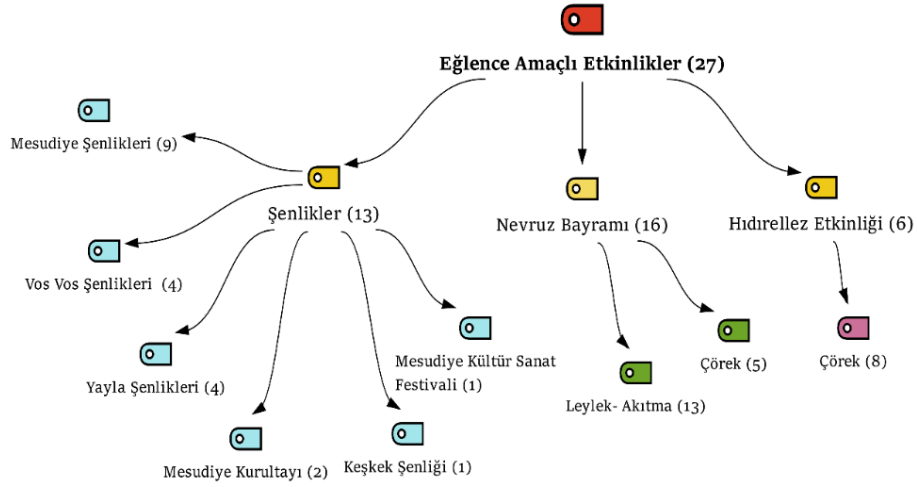 Eğlence Amaçlı Etkinlikler (27)
Mesudiye Şenlikleri (9)
Şenlikler (13)
Nevruz Bayramı (16)
Hıdırellez Etkinliği (6)
Vos Vos Şenlikleri (4)
Yayla Şenlikleri (4)
Mesudiye Kültür Sanat
Festivali (1)
Çörek (5)
Çörek (8)
Leylek- Akıtma (13)
Mesudiye Kurultayı (2)
Keşkek Şenliği (1)